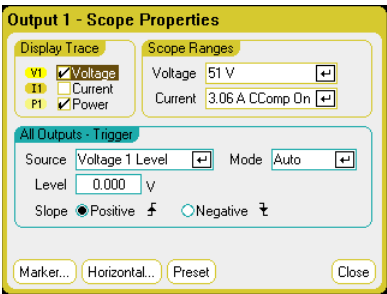 Output 1 - Scope Properties
Display Trace
V1 Voltage
I1 Current
P1 Power
Scope Ranges
Voltage 51 V
Current 3.06 A CComp On
All Outputs - Trigger
Source Voltage 1 Level Mode Auto
Level 0.000 V
Slope Positive Negative
Marker... Horizontal... Preset Close